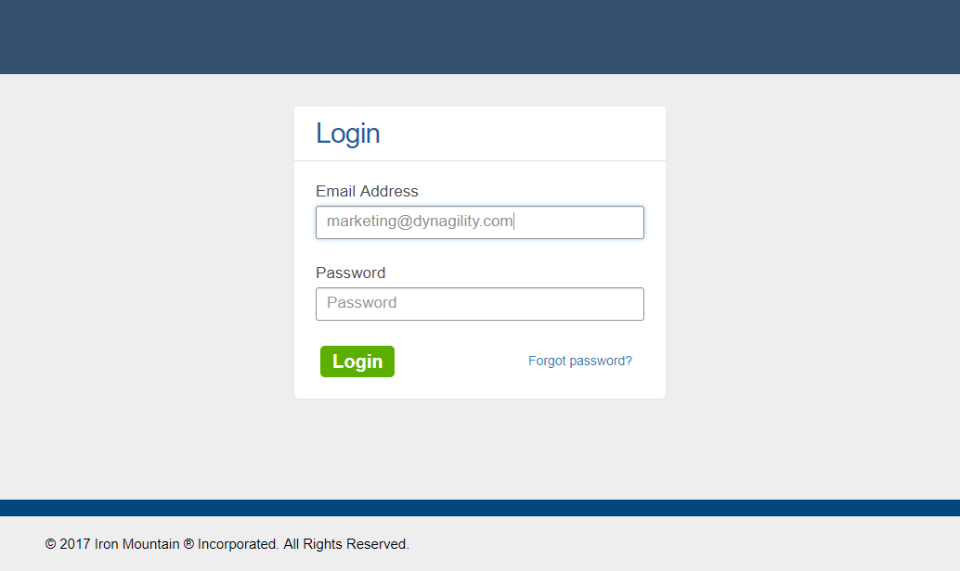 Login
Email Address
marketing@dynagility.com
Password
Password
Login
Forgot password?
© 2017 Iron Mountain ® Incorporated. All Rights Reserved.